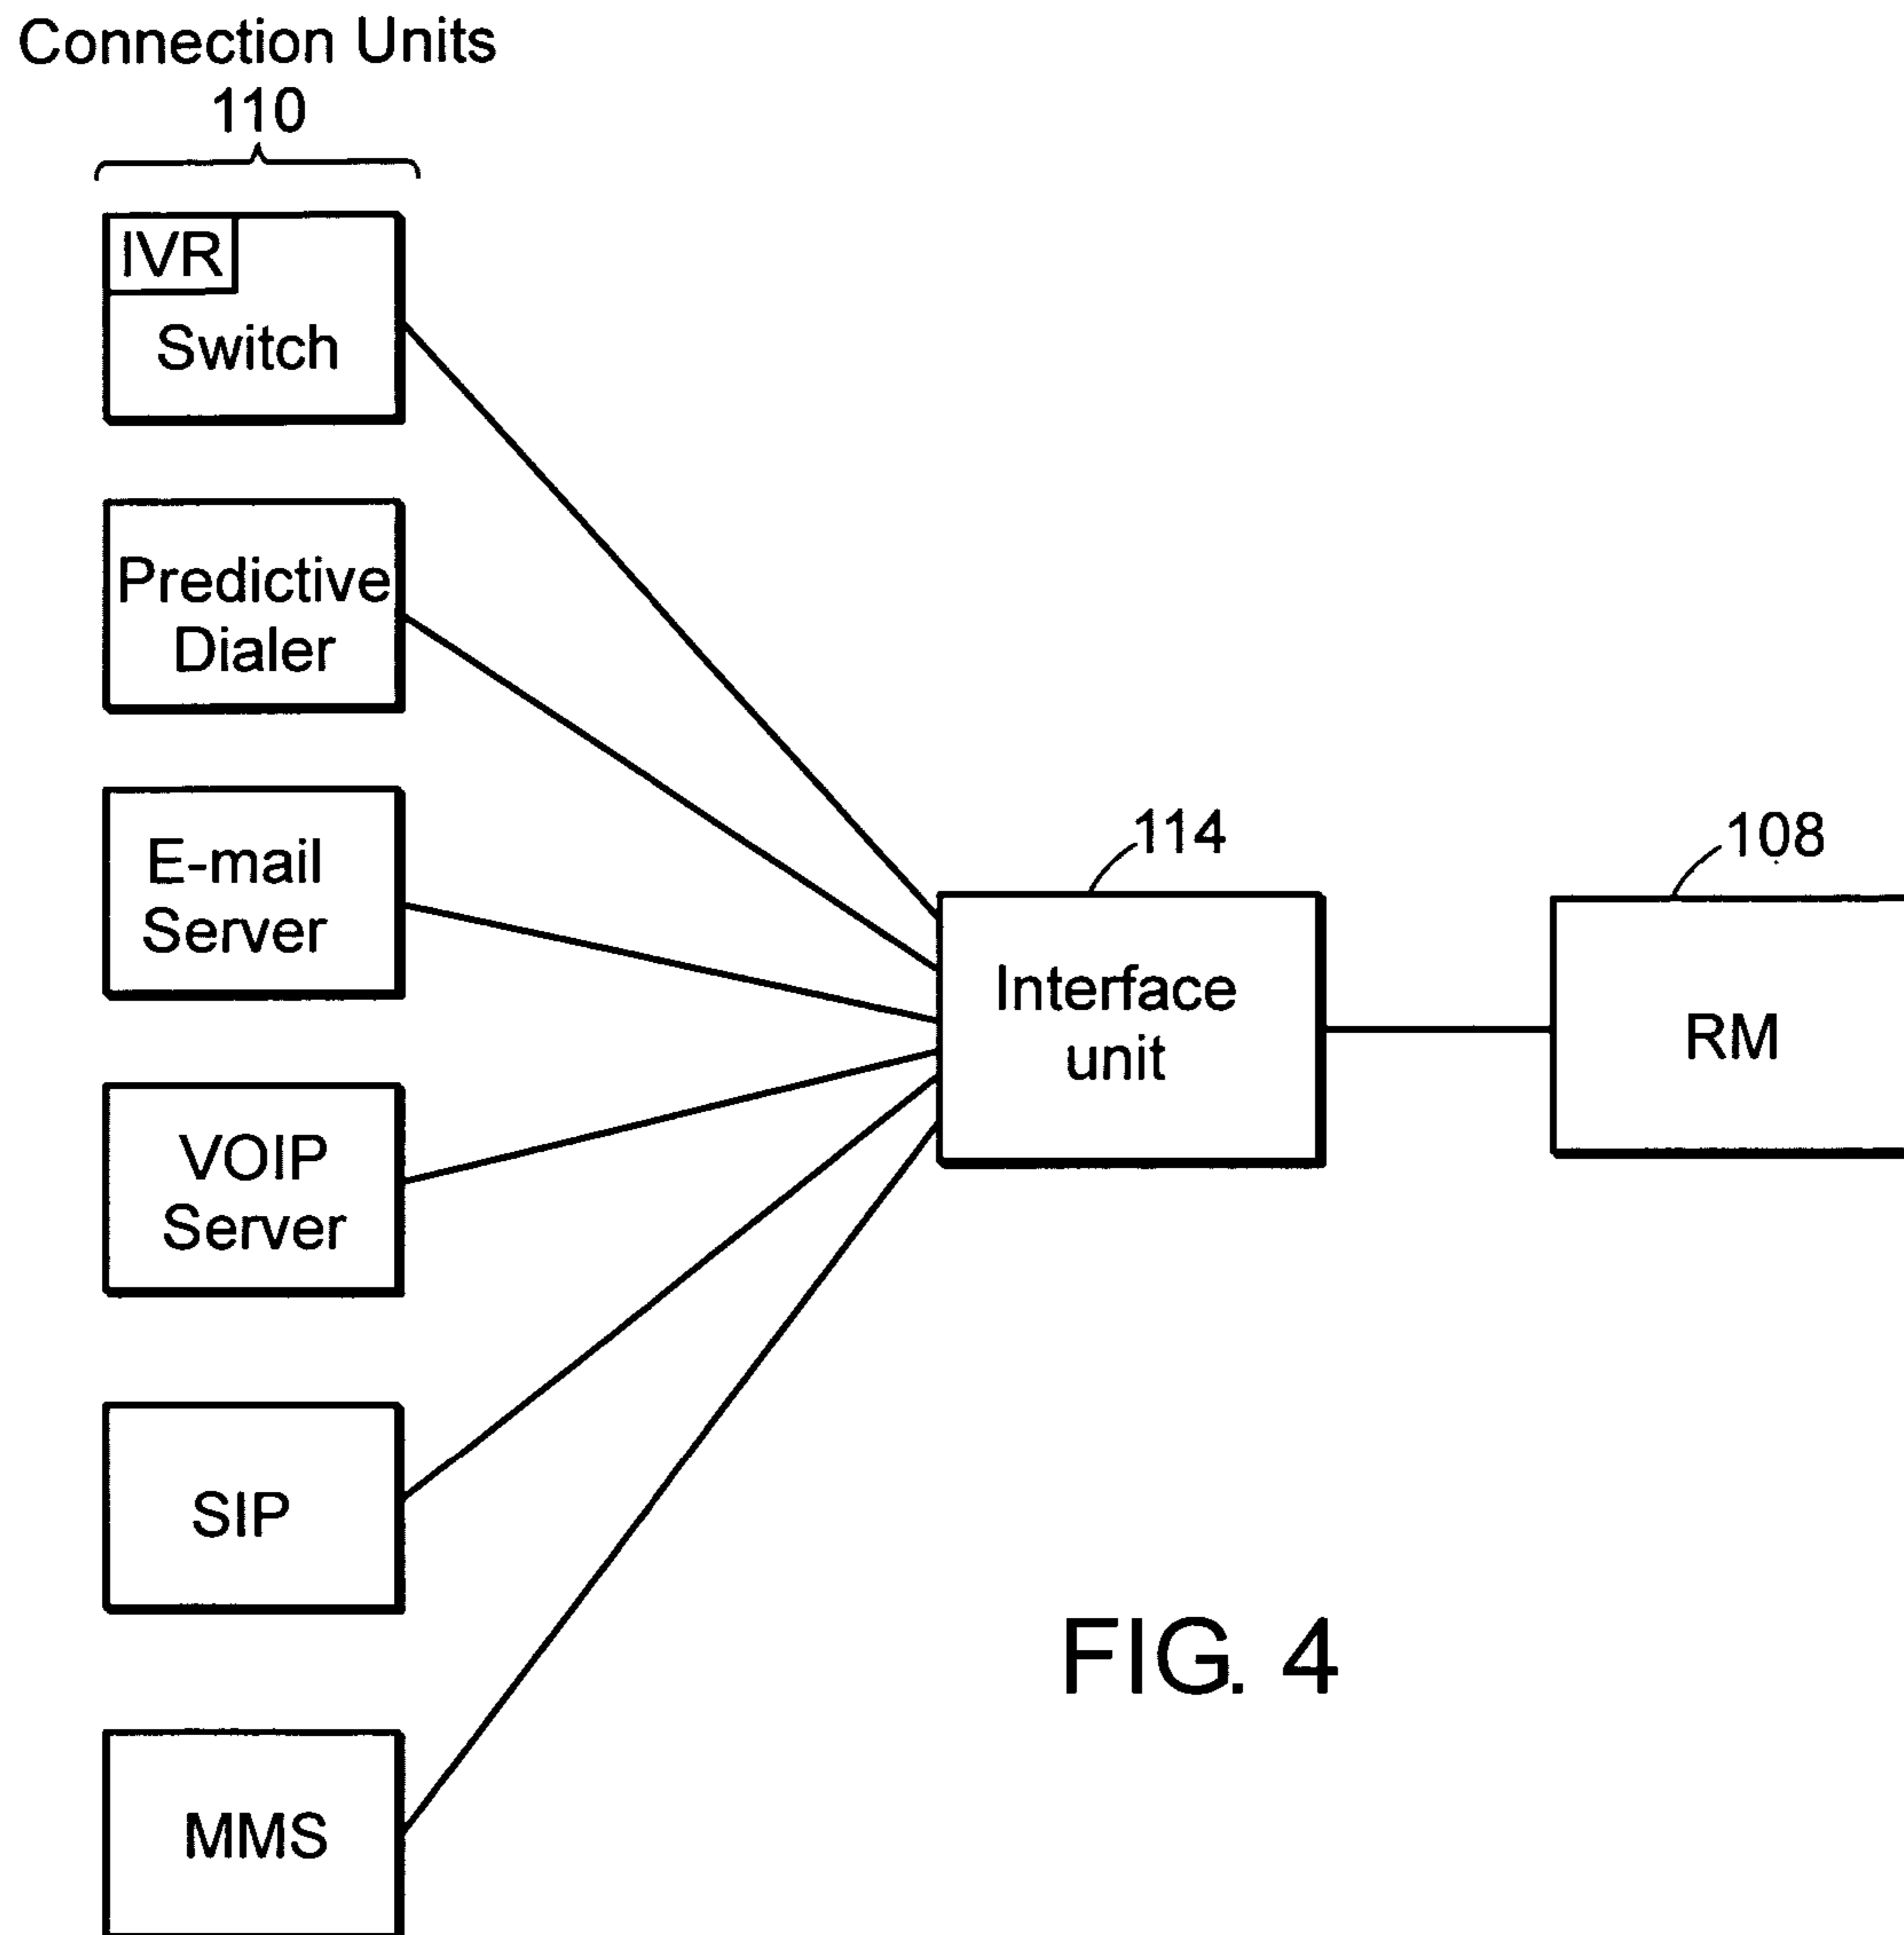 Connection Units
110
IVR
Switch
Predictive
Dialer
E-mail
Server
VOIP
Server
SIP
MMS
114
Interface
unit
108
RM
FIG. 4